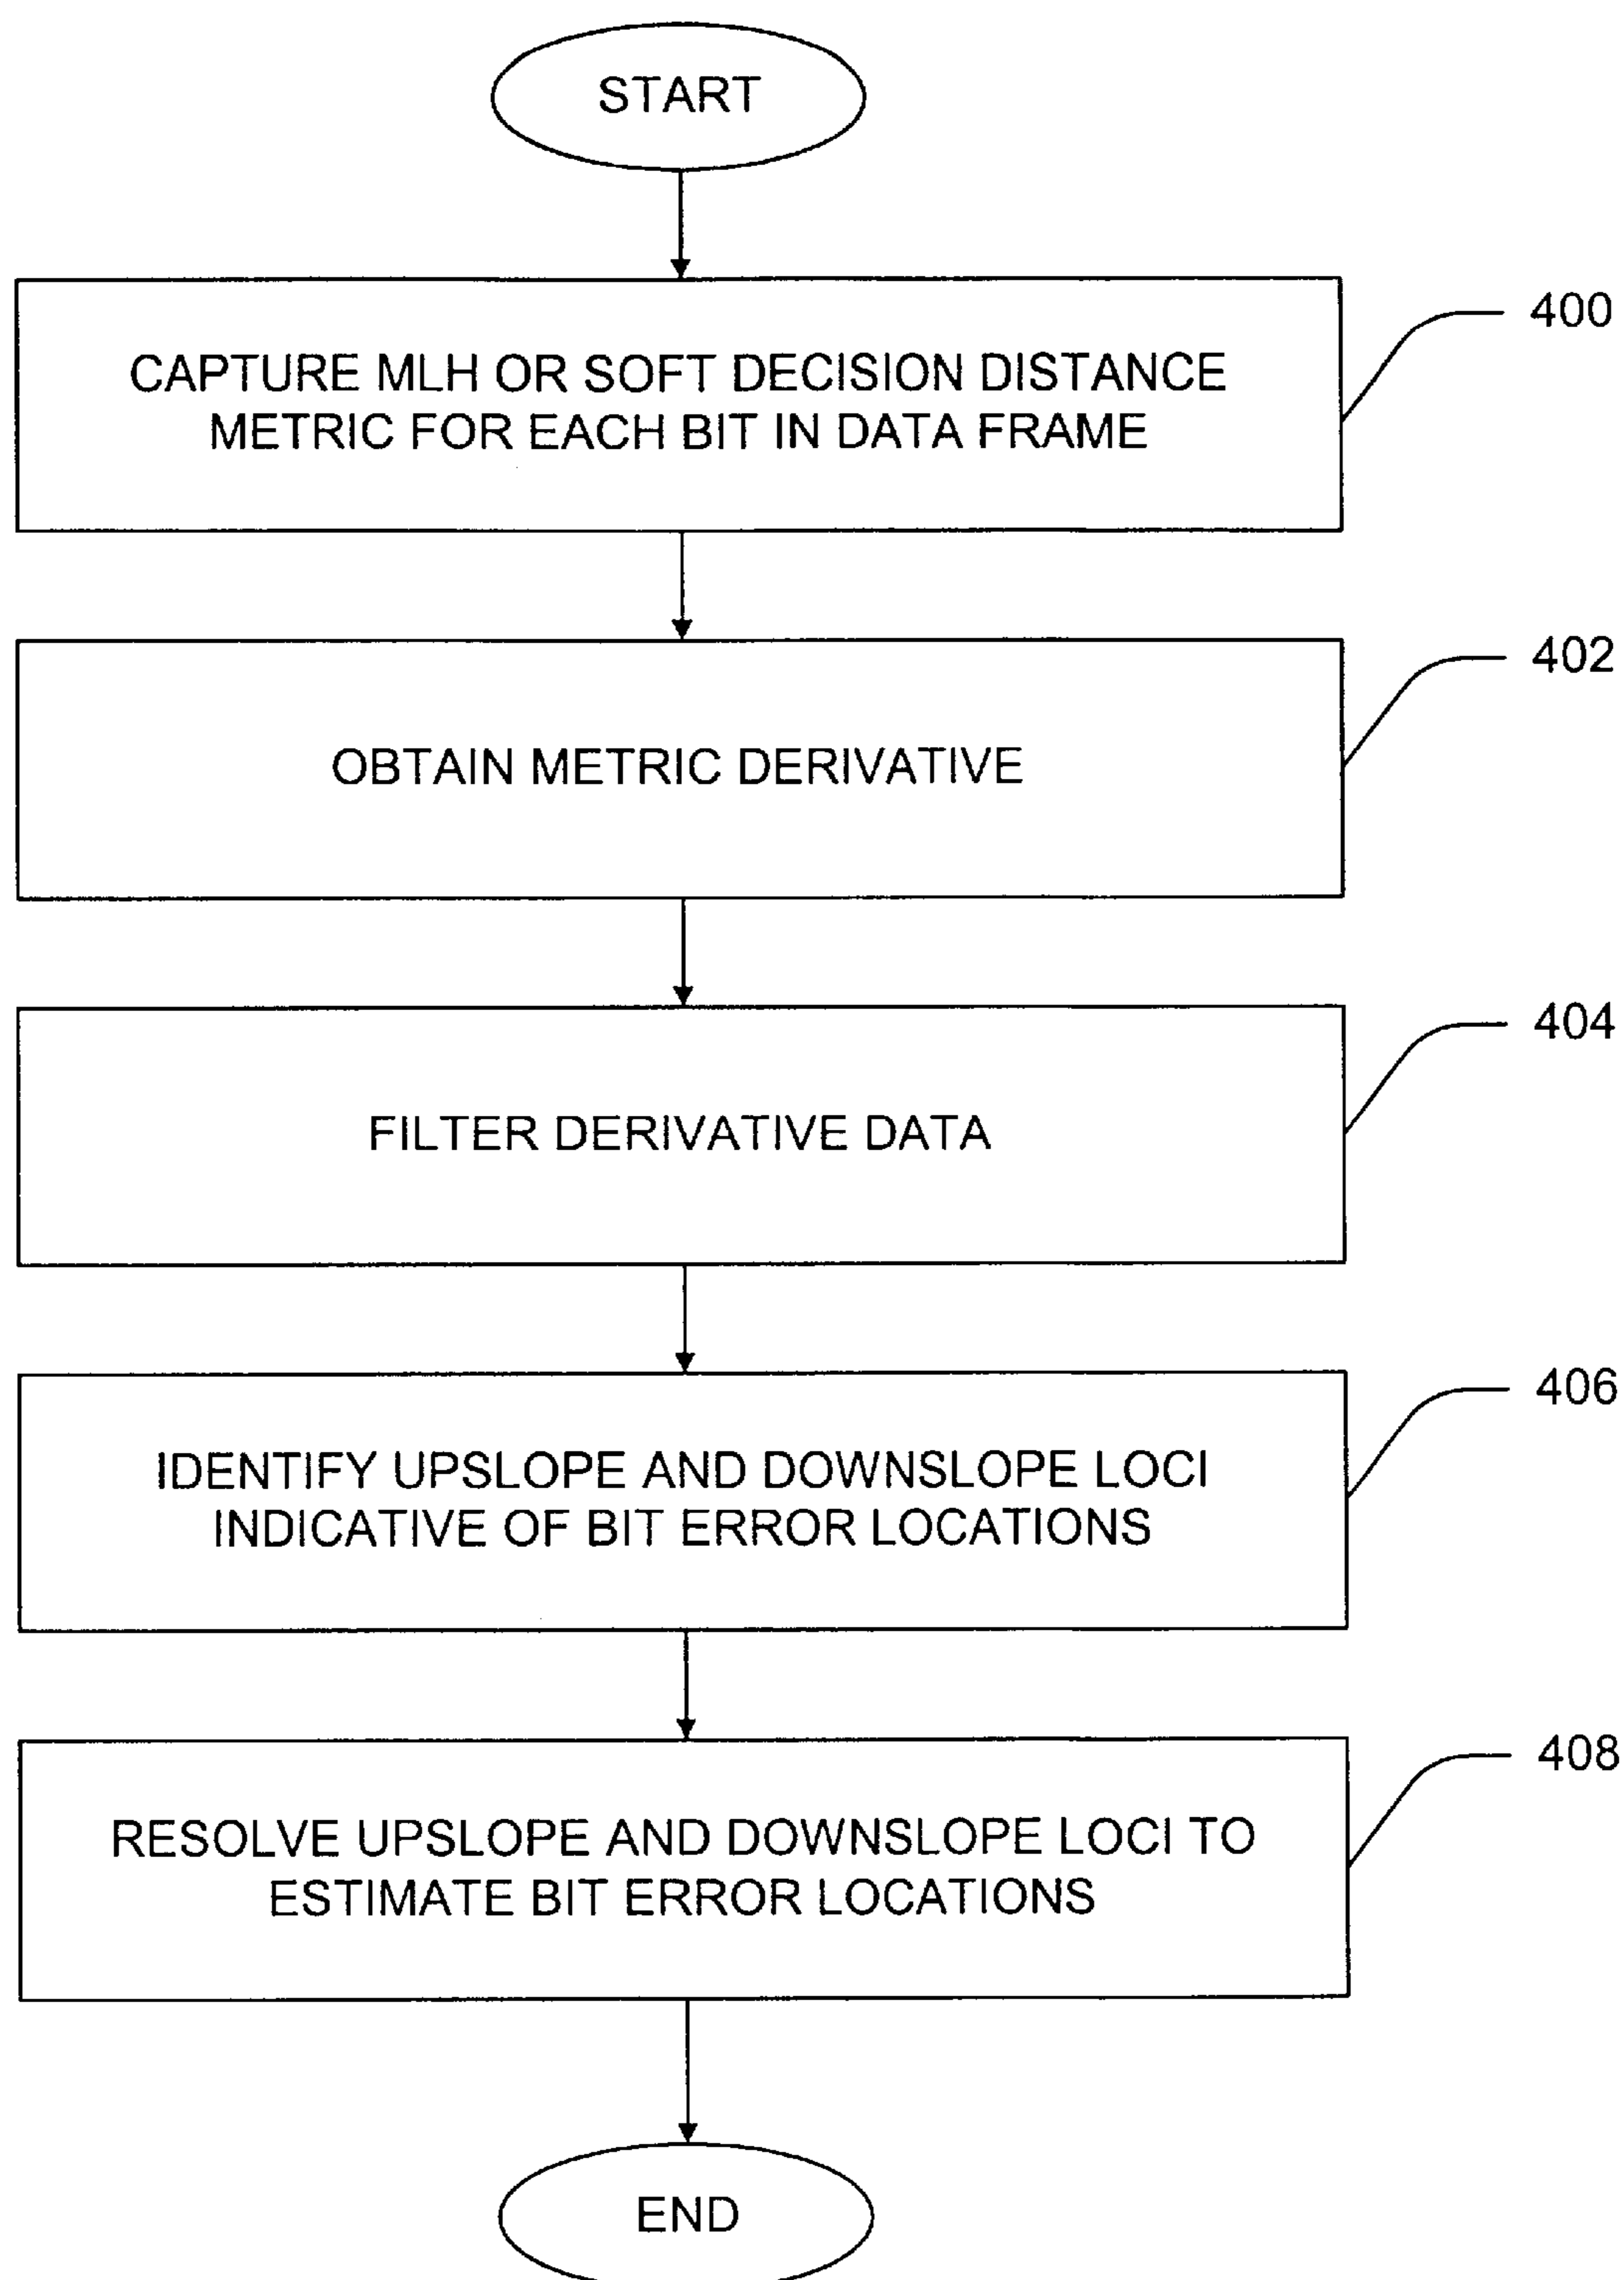 START
CAPTURE MLH OR SOFT DECISION DISTANCE
METRIC FOR EACH BIT IN DATA FRAME
400
OBTAIN METRIC DERIVATIVE
402
FILTER DERIVATIVE DATA
404
IDENTIFY UPSLOPE AND DOWNSLOPE LOCI
INDICATIVE OF BIT ERROR LOCATIONS
406
RESOLVE UPSLOPE AND DOWNSLOPE LOCI TO
ESTIMATE BIT ERROR LOCATIONS
408
END